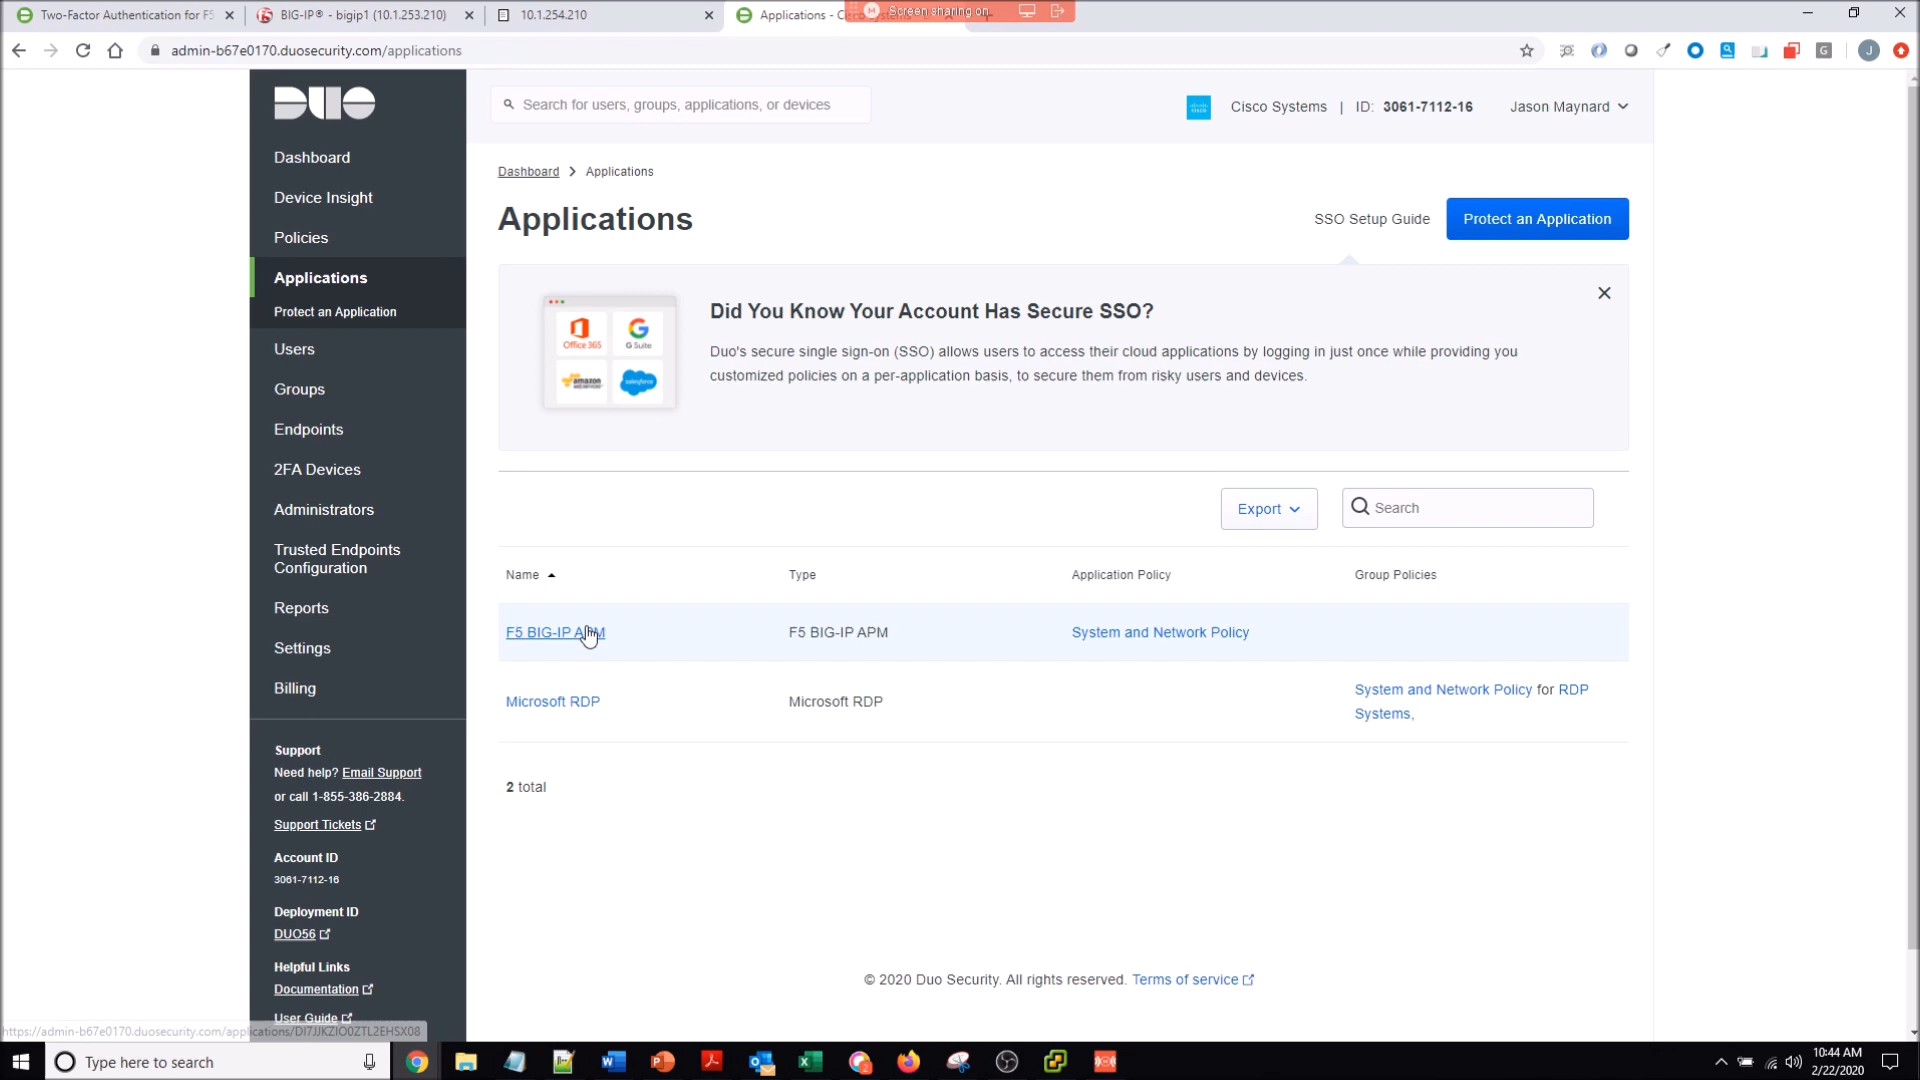 Two-Factor Authentication for F5
BIG-IP® - bigip1 (10.1.253.210)
10.1.254.210
Applications - 
Screen sharing on
admin-b67e0170.duosecurity.com/applications
J
DUO
Search for users, groups, applications, or devices
Cisco Systems | ID: 3061-7112-16
Jason Maynard
Dashboard
Device Insight
Policies
Applications
Protect an Application
Users
Groups
Endpoints
2FA Devices
Administrators
Trusted Endpoints
Configuration
Reports
Settings
Billing
Support
Need help? Email Support
or call 1-855-386-2884.
Support Tickets
Account ID
3061-7112-16
Deployment ID
DUO56
Helpful Links
Documentation
User Guide
Dashboard > Applications
Applications
SSO Setup Guide
Protect an Application
Office 365
G Suite
amazon
salesforce
Did You Know Your Account Has Secure SSO?
Duo's secure single sign-on (SSO) allows users to access their cloud applications by logging in just once while providing you
customized policies on a per-application basis, to secure them from risky users and devices.
Export
Search
Name Type Application Policy Group Policies
F5 BIG-IP APM F5 BIG-IP APM System and Network Policy
Microsoft RDP Microsoft RDP System and Network Policy for RDP
Systems,
2 total
© 2020 Duo Security. All rights reserved. Terms of service
Type here to search
10:44 AM
2/22/2020